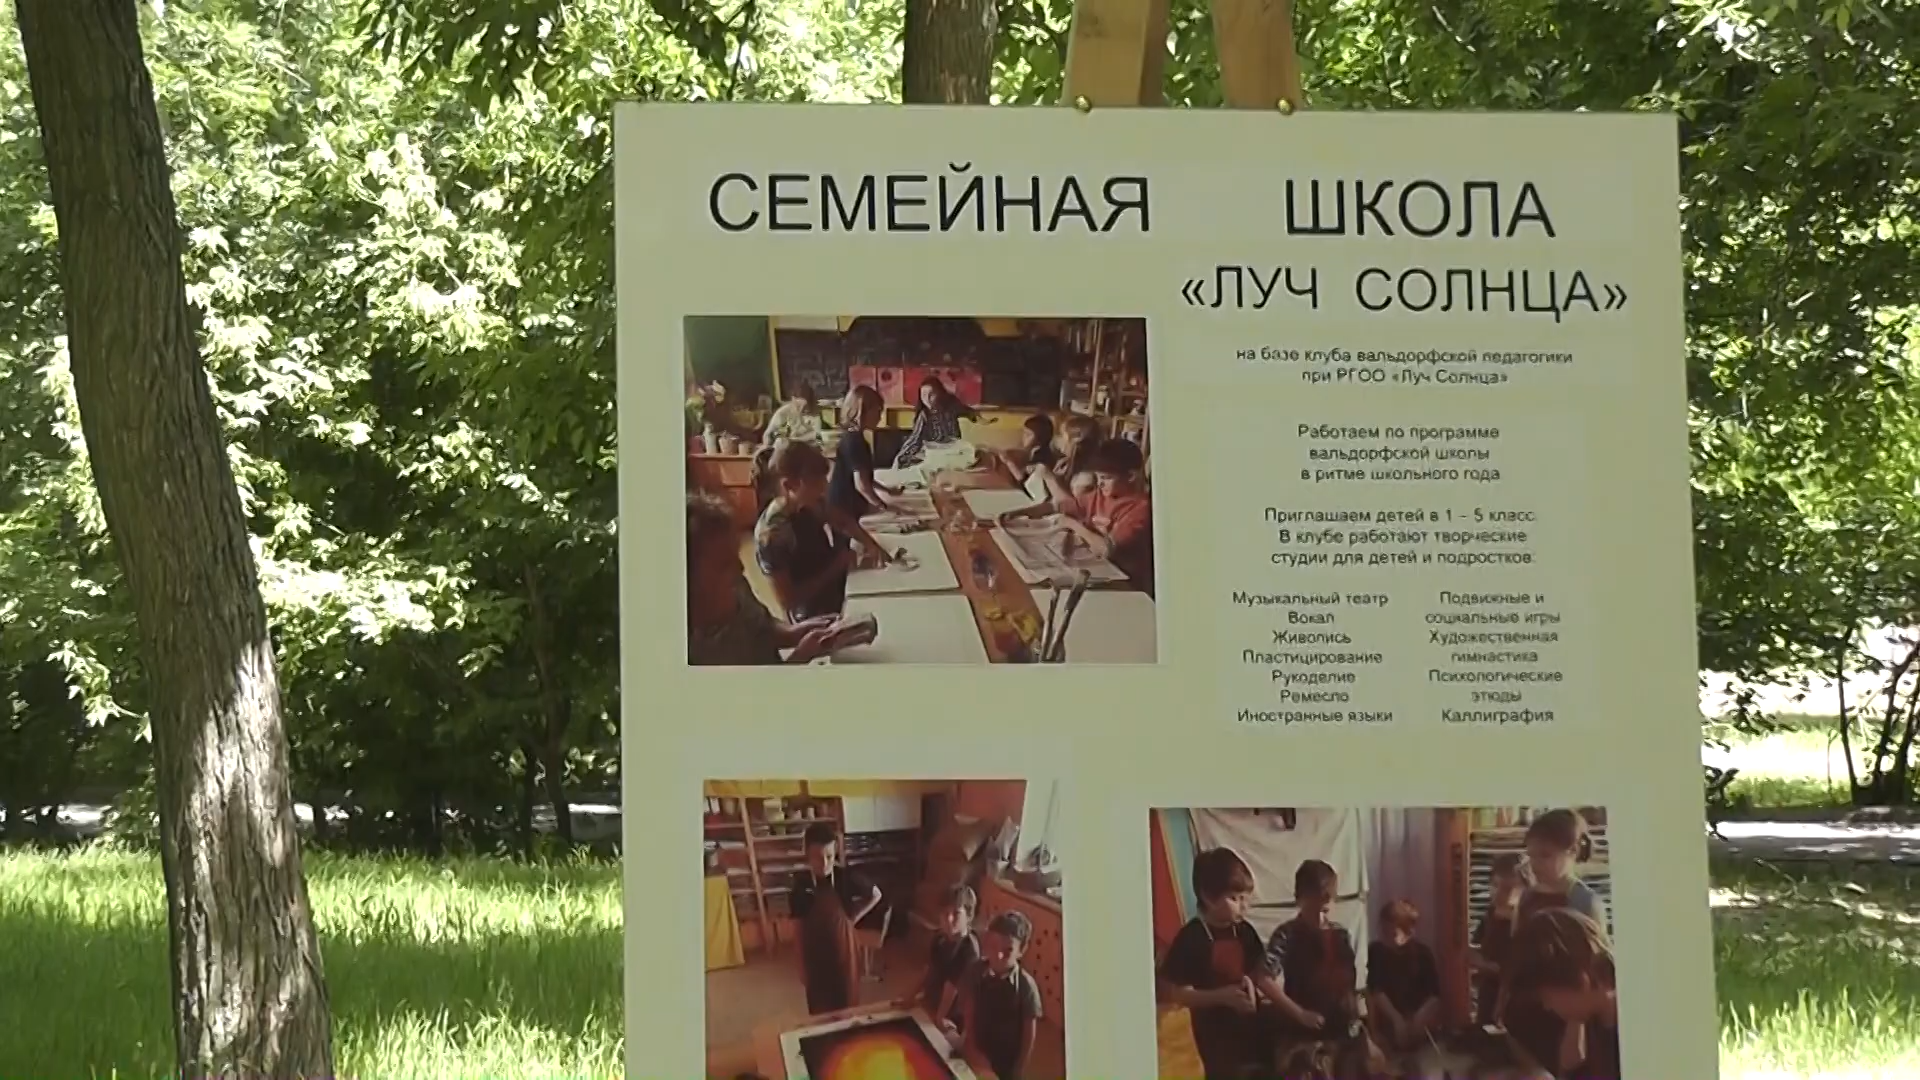 СЕМЕЙНАЯ ШКОЛА
«ЛУЧ СОЛНЦА»
на базе клуба вальдорфской педагогики
при РГОО «Луч Солнца»
Работаем по программе
вальдорфской школы
в ритме школьного года
Приглашаем детей в 1 – 5 класс.
В клубе работают творческие
студии для детей и подростков:
Музыкальный театр
Вокал
Живопись
Пластицирование
Рукоделие
Ремесло
Иностранные языки
Подвижные и
социальные игры
Художественная
гимнастика
Психологические
этюды
Каллиграфия